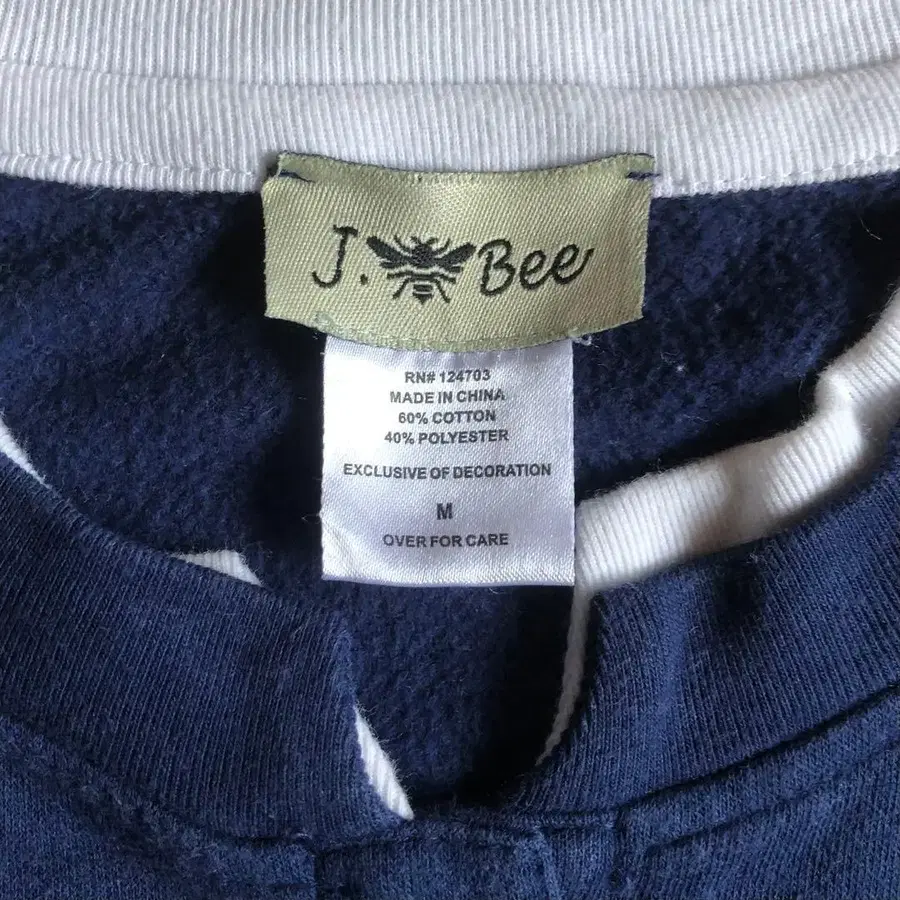 J. Bee
RN# 124703
MADE IN CHINA
60% COTTON
40% POLYESTER
EXCLUSIVE OF DECORATION
M
OVER FOR CARE